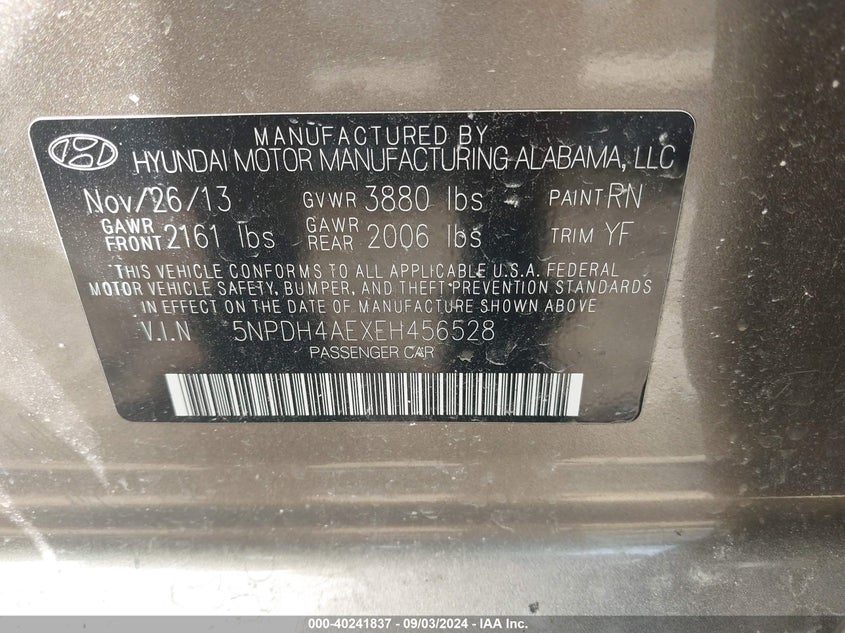 MANUFACTURED BY
HYUNDAI MOTOR MANUFACTURING ALABAMA, LLC
Nov/26/13 GVWR 3880 lbs PAINT RN
GAWR FRONT 2161 lbs GAWR REAR 2006 lbs TRIM YF
THIS VEHICLE CONFORMS TO ALL APPLICABLE U.S.A. FEDERAL
MOTOR VEHICLE SAFETY, BUMPER, AND THEFT PREVENTION STANDARDS
IN EFFECT ON THE DATE OF MANUFACTURE SHOWN ABOVE
V.I.N 5NPDH4AEXEH456528
PASSENGER CAR
000-40241837 - 09/03/2024 - IAA Inc.